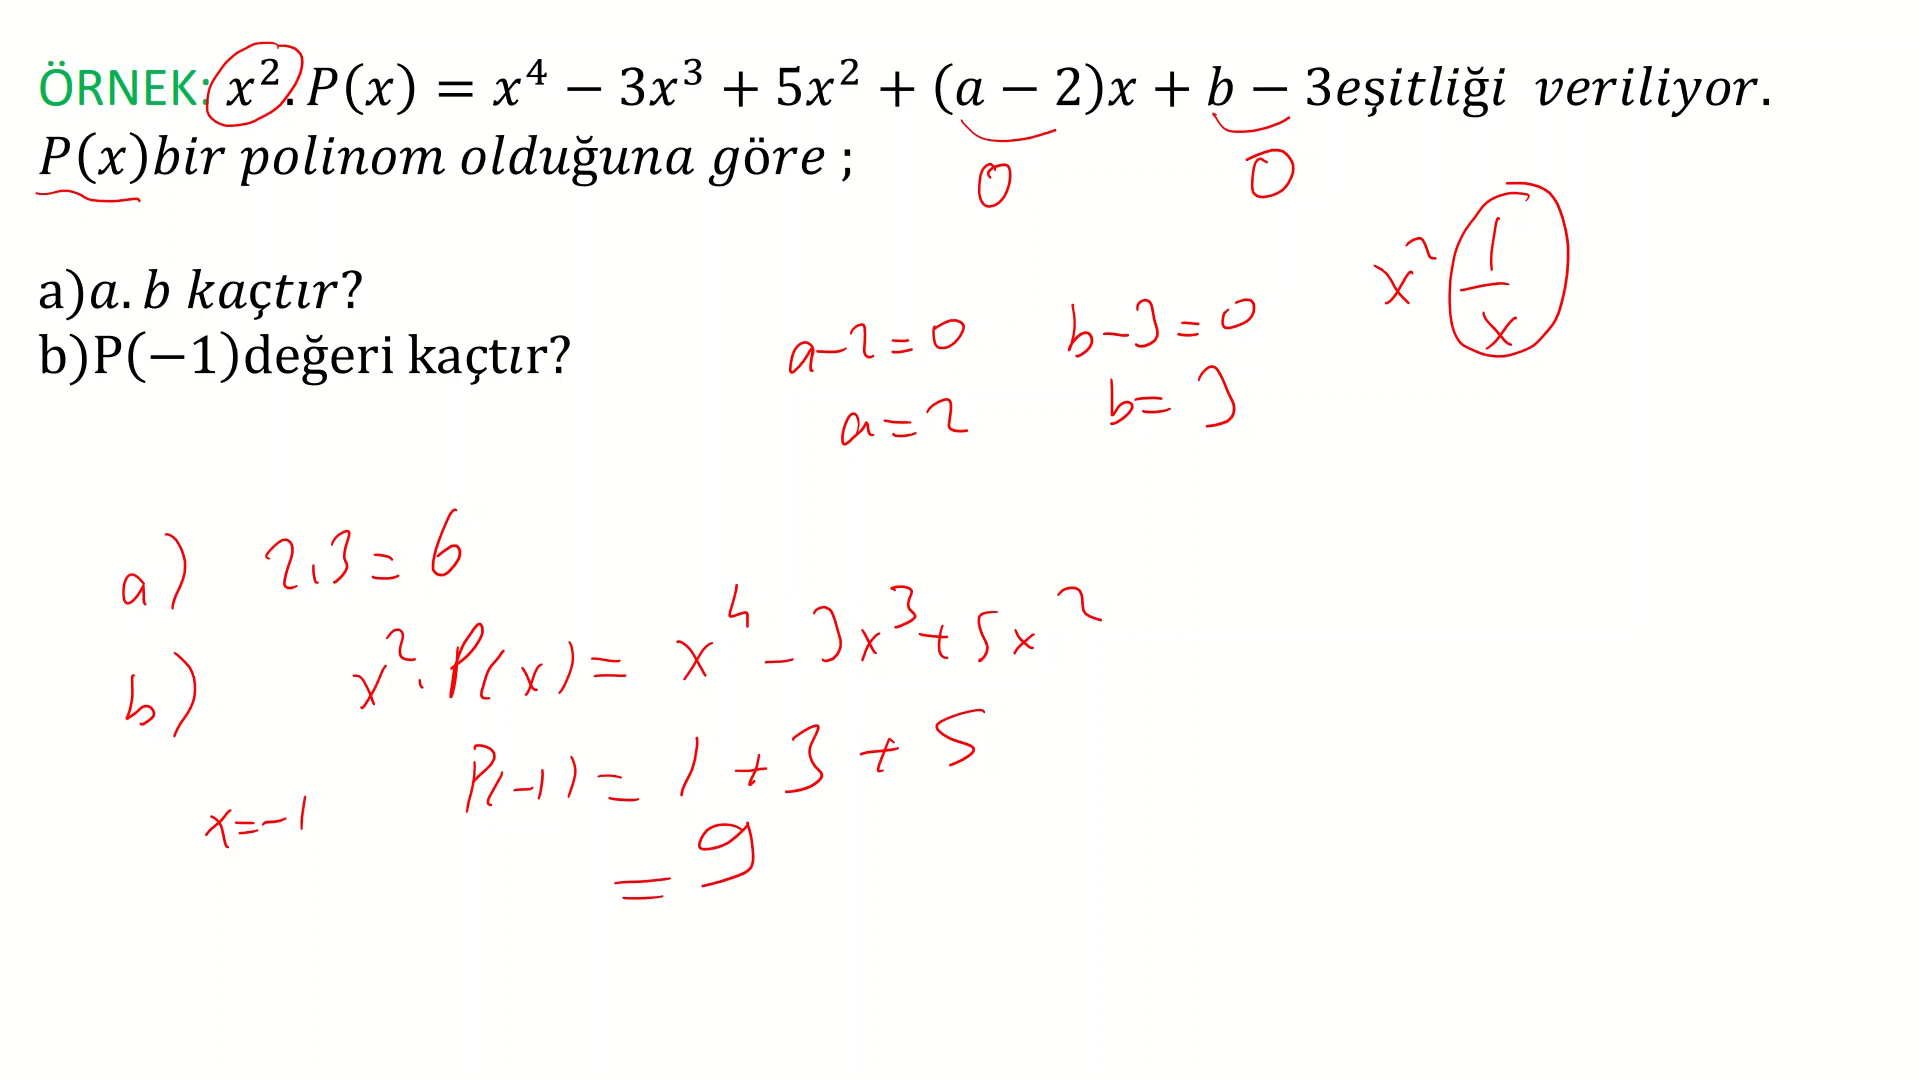 ÖRNEK: x². P(x) = x⁴ − 3x³ + 5x² + (a − 2)x + b − 3eşitliği veriliyor.
P(x)bir polinom olduğuna göre ;
0 0
a)a. b kaçtır?
b)P(−1)değeri kaçtır?
x² 1/x
a-2=0 b-3=0
a=2 b=3
a) 2.3=6
b) x². P(x) = x⁴ - 3x³ + 5x²
x=-1 P(-1) = 1 + 3 + 5
= 9